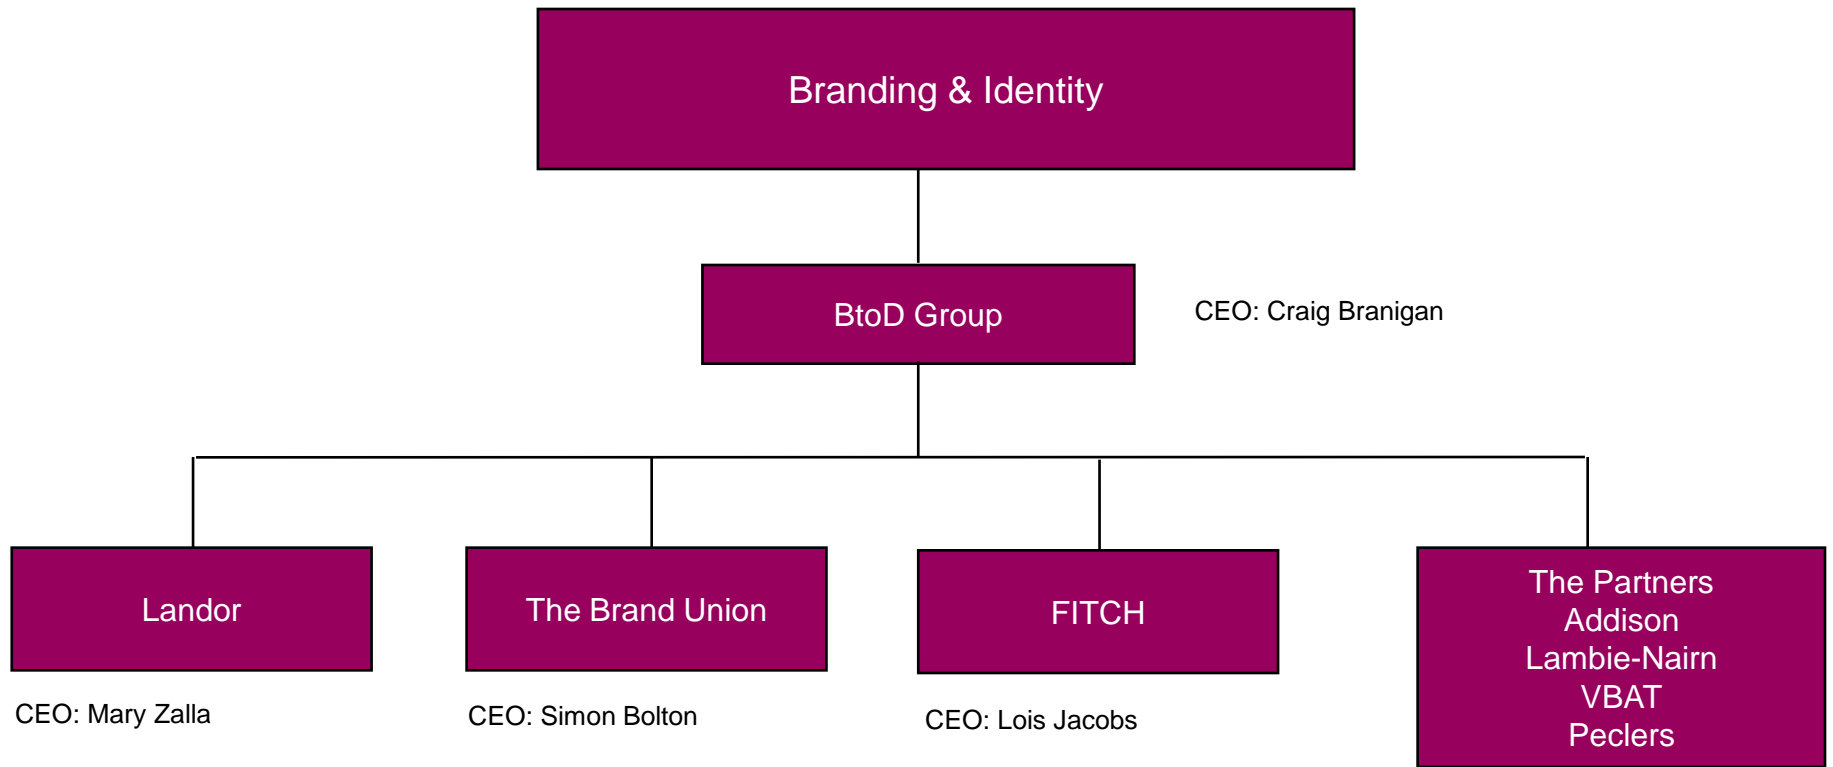 Branding & Identity
BtoD Group
CEO: Craig Branigan
Landor
The Brand Union
FITCH
The Partners
Addison
Lambie-Nairn
VBAT
Peclers
CEO: Mary Zalla
CEO: Simon Bolton
CEO: Lois Jacobs